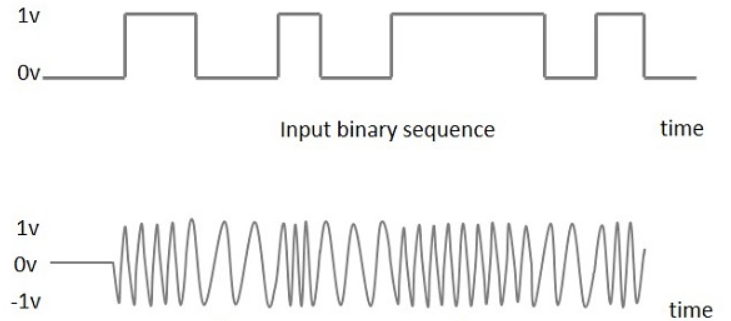 1v
0v
Input binary sequence
time
1v
0v
-1v
time